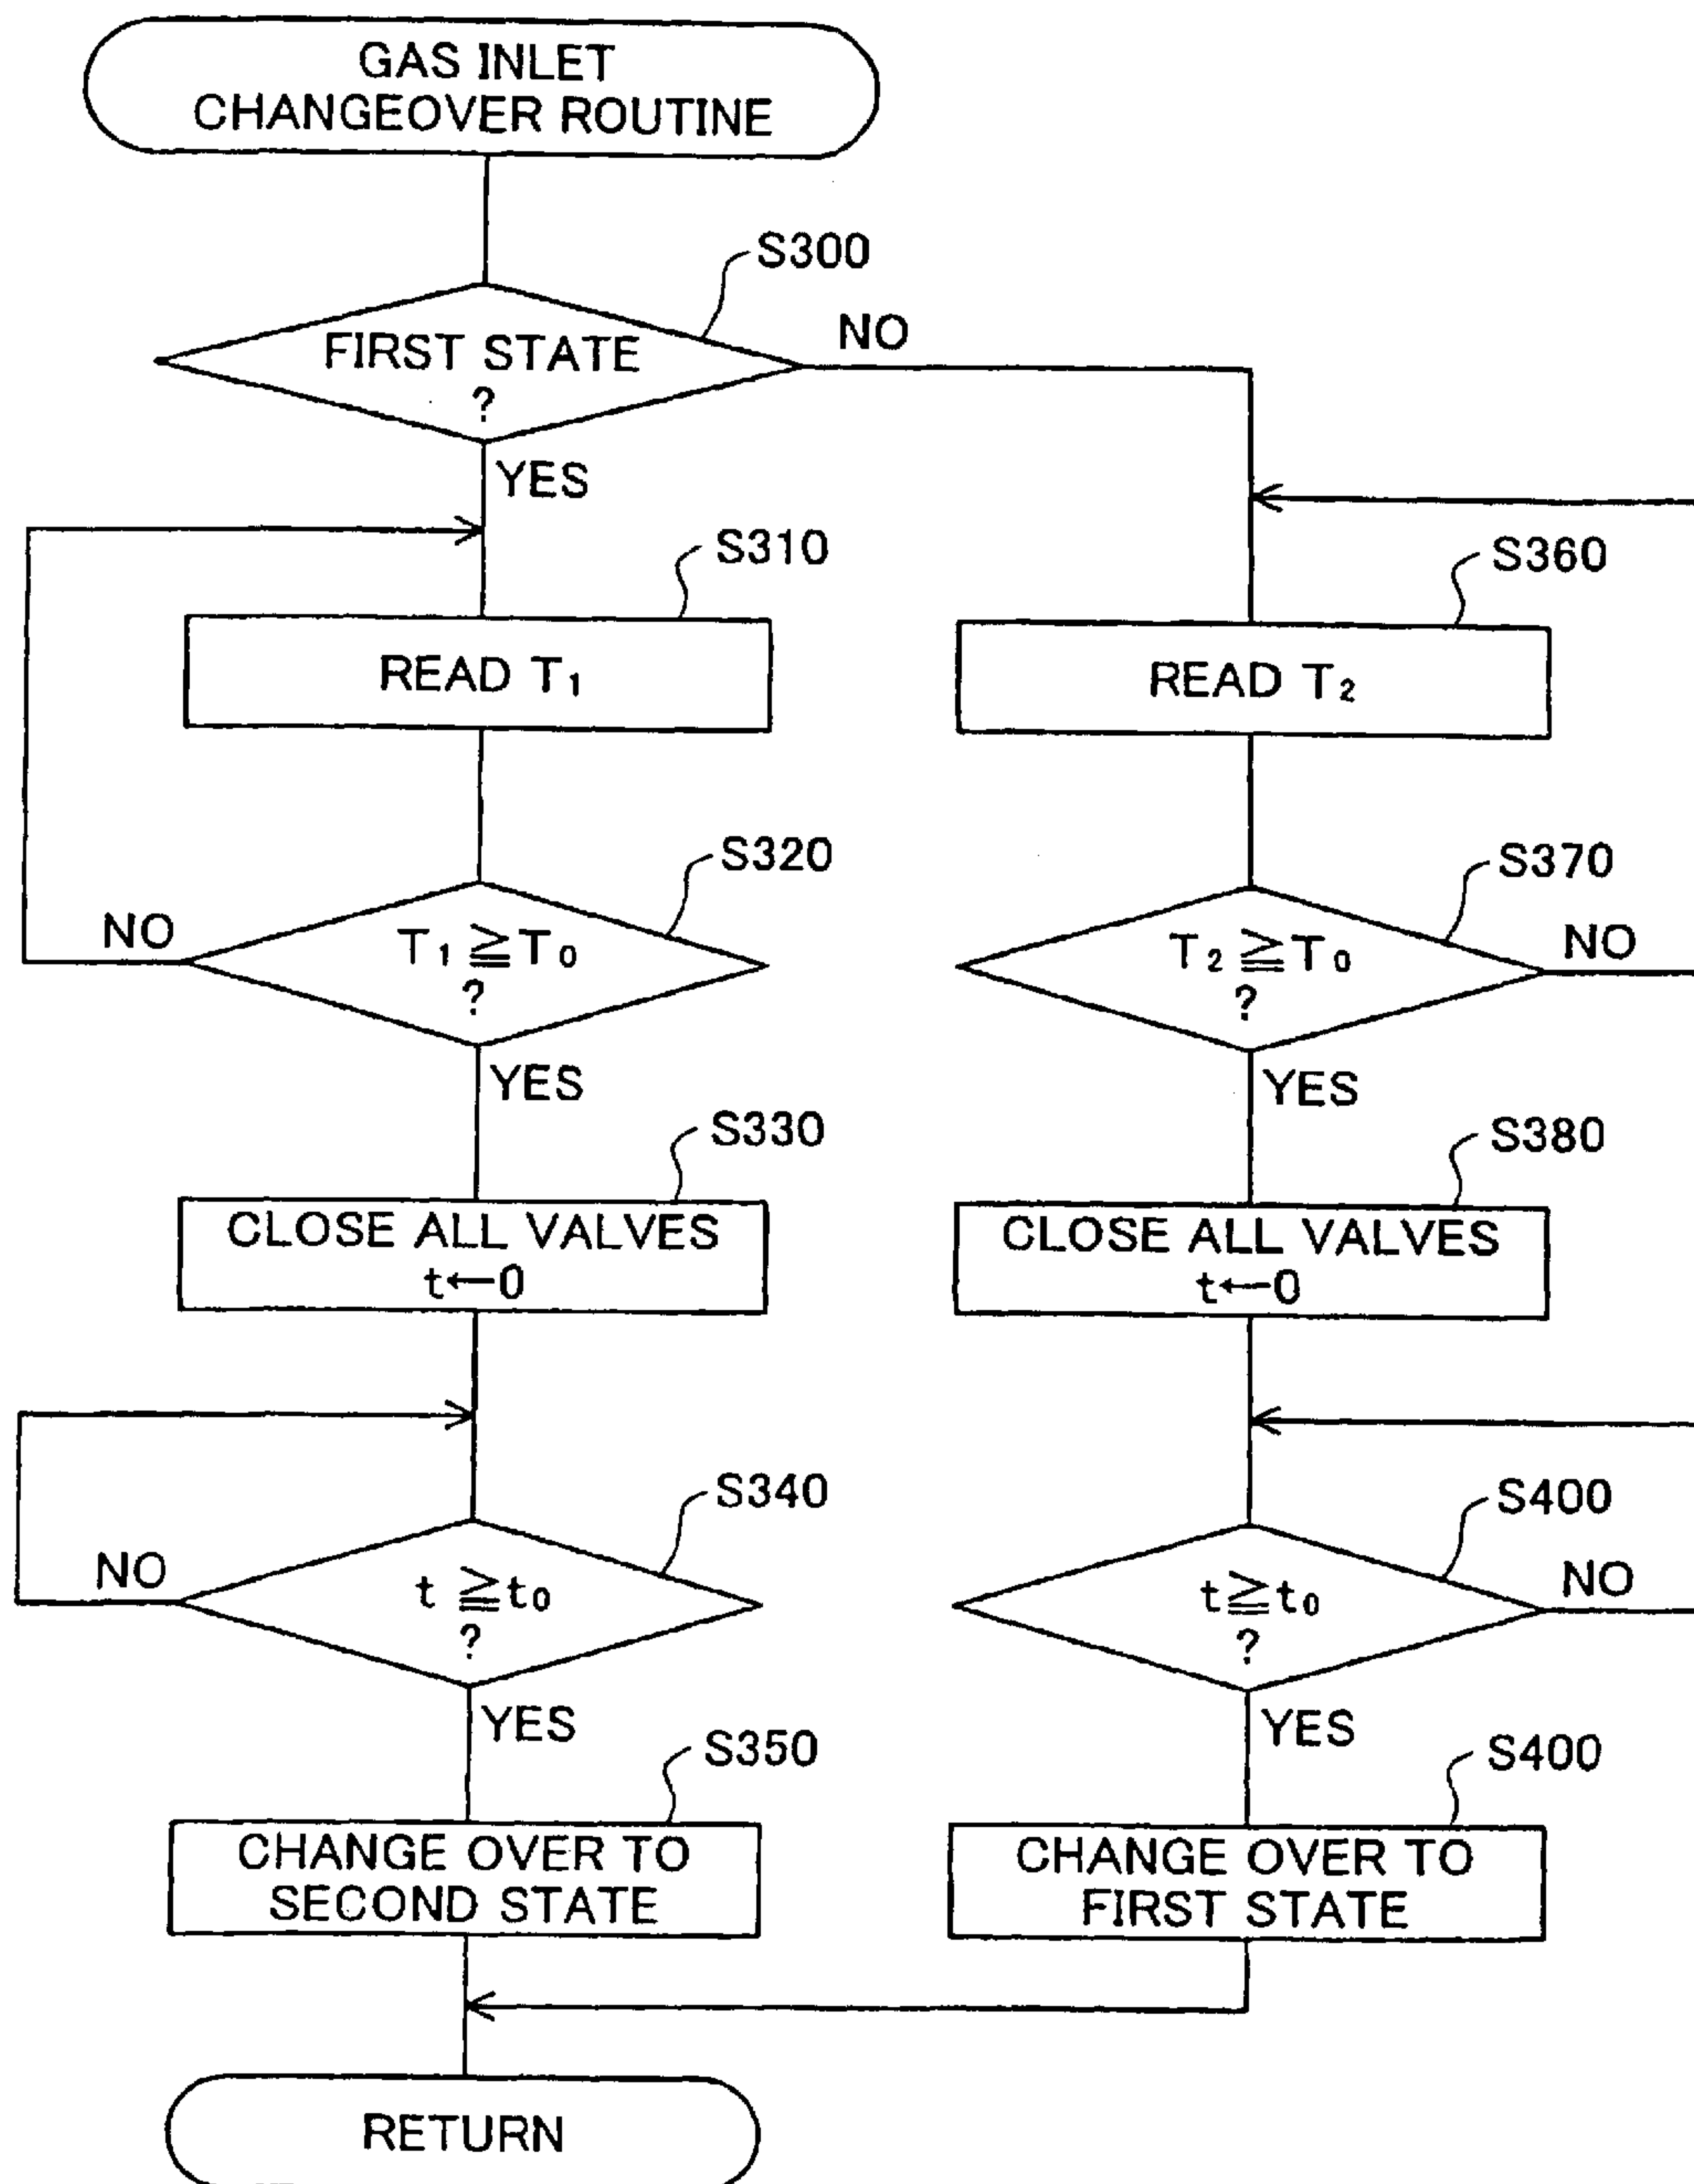 GAS INLET
CHANGEOVER ROUTINE
S300
FIRST STATE
?
NO
YES
S310
READ T₁
S320
T₁ ≧ T₀
?
NO
YES
S330
CLOSE ALL VALVES
t←0
S340
t ≧ t₀
?
NO
YES
S350
CHANGE OVER TO
SECOND STATE
S360
READ T₂
S370
T₂ ≧ T₀
?
NO
YES
S380
CLOSE ALL VALVES
t←0
S400
t≧t₀
?
NO
YES
S400
CHANGE OVER TO
FIRST STATE
RETURN